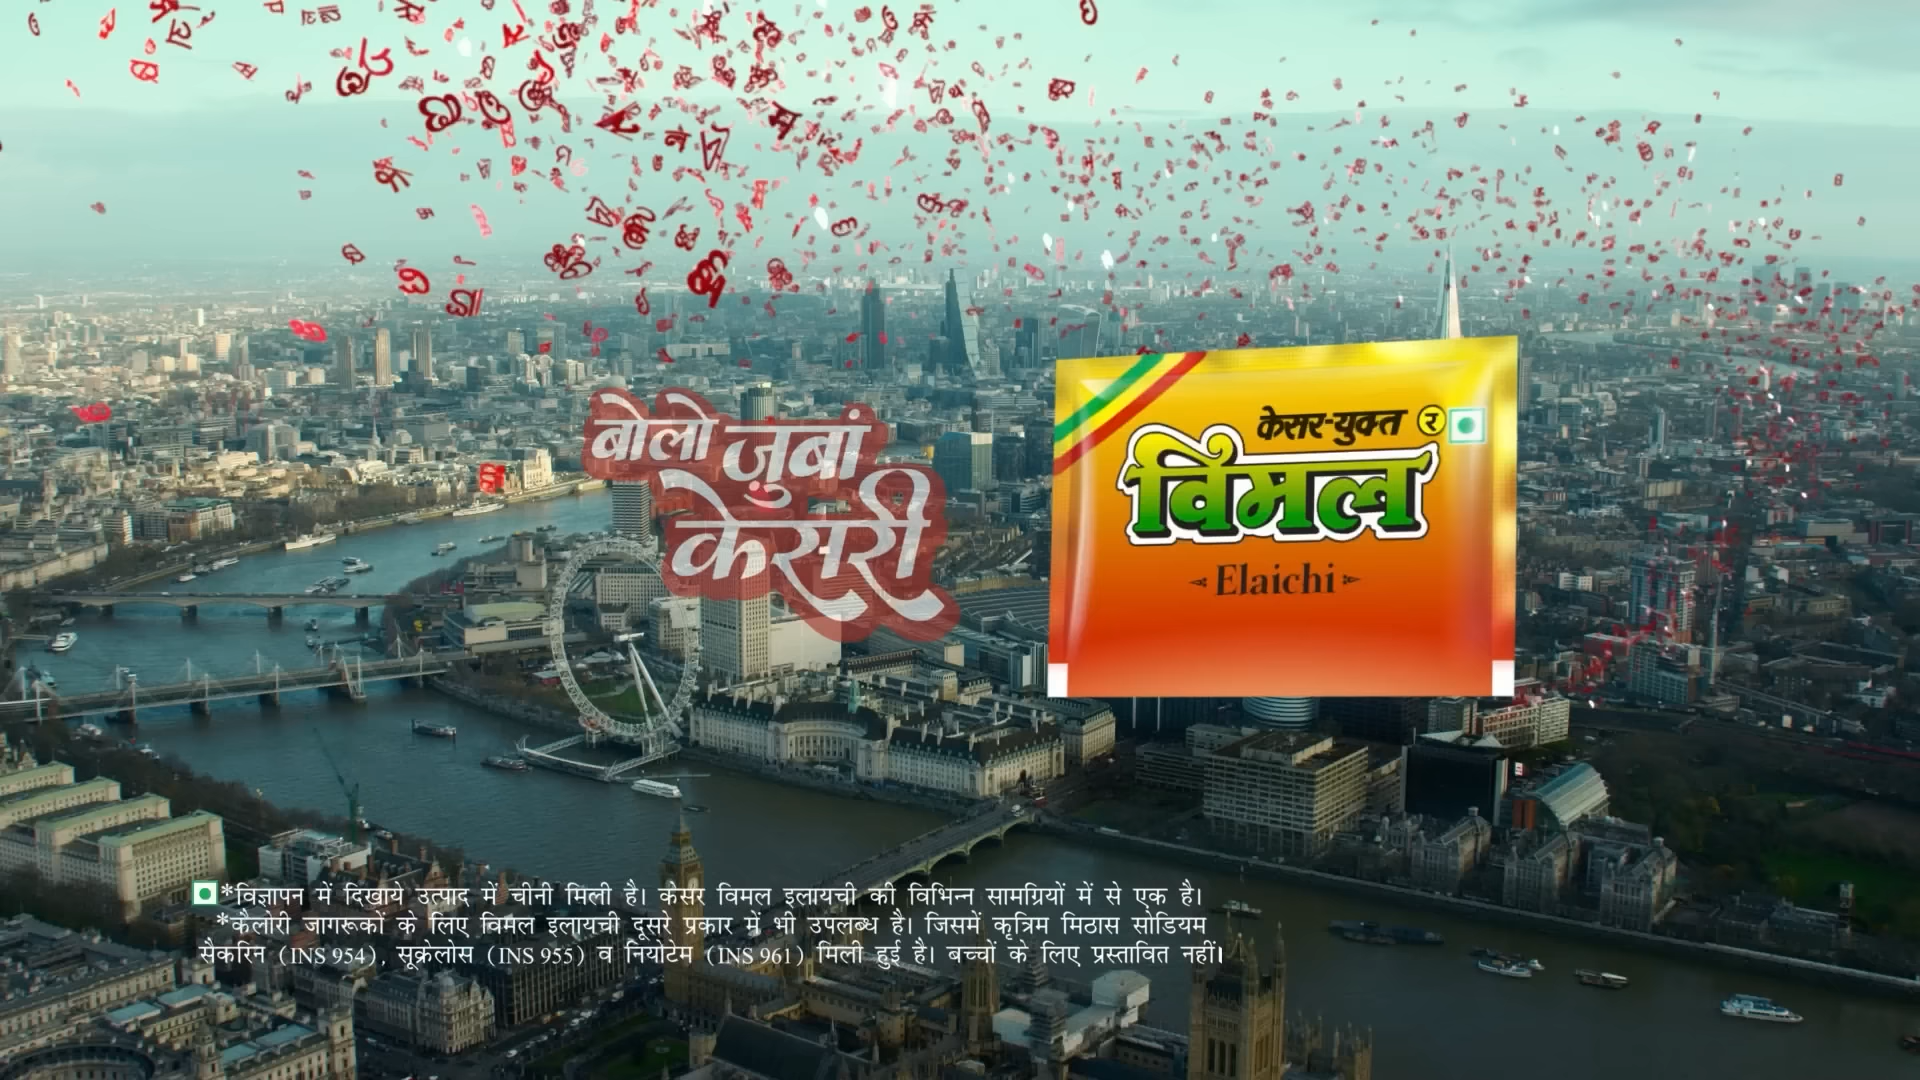 बोलो ज़ुबां
केसरी
केसर-युक्त
विमल
Elaichi
*विज्ञापन में दिखाये उत्पाद में चीनी मिली है। केसर विमल इलायची की विभिन्न सामग्रियों में से एक है।
*कैलोरी जागरूकों के लिए विमल इलायची दूसरे प्रकार में भी उपलब्ध है। जिसमें कृत्रिम मिठास सोडियम
सैकरिन (INS 954), सूक्रेलोस (INS 955) व नियोटेम (INS 961) मिली हुई है। बच्चों के लिए प्रस्तावित नहीं।